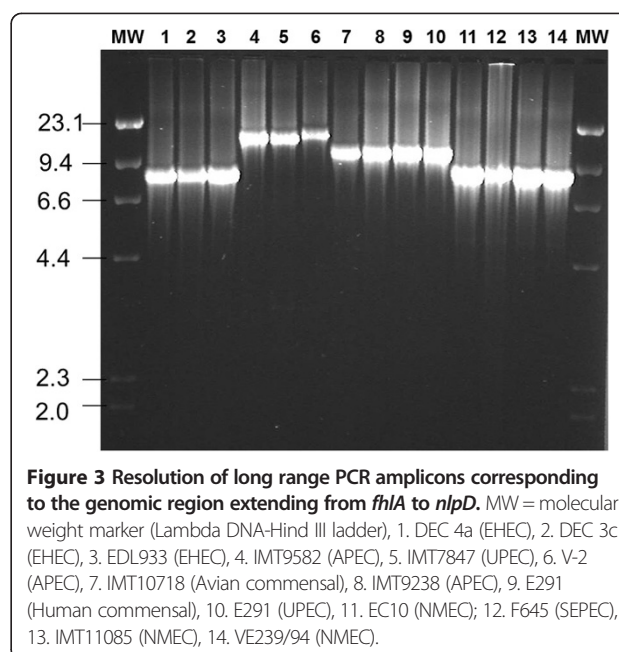 MW 1 2 3 4 5 6 7 8 9 10 11 12 13 14 MW
23.1
9.4
6.6
4.4
2.3
2.0
Figure 3 Resolution of long range PCR amplicons corresponding
to the genomic region extending from fhlA to nlpD. MW = molecular
weight marker (Lambda DNA-Hind III ladder), 1. DEC 4a (EHEC), 2. DEC 3c
(EHEC), 3. EDL933 (EHEC), 4. IMT9582 (APEC), 5. IMT7847 (UPEC), 6. V-2
(APEC), 7. IMT10718 (Avian commensal), 8. IMT9238 (APEC), 9. E291
(Human commensal), 10. E291 (UPEC), 11. EC10 (NMEC); 12. F645 (SEPEC),
13. IMT11085 (NMEC), 14. VE239/94 (NMEC).